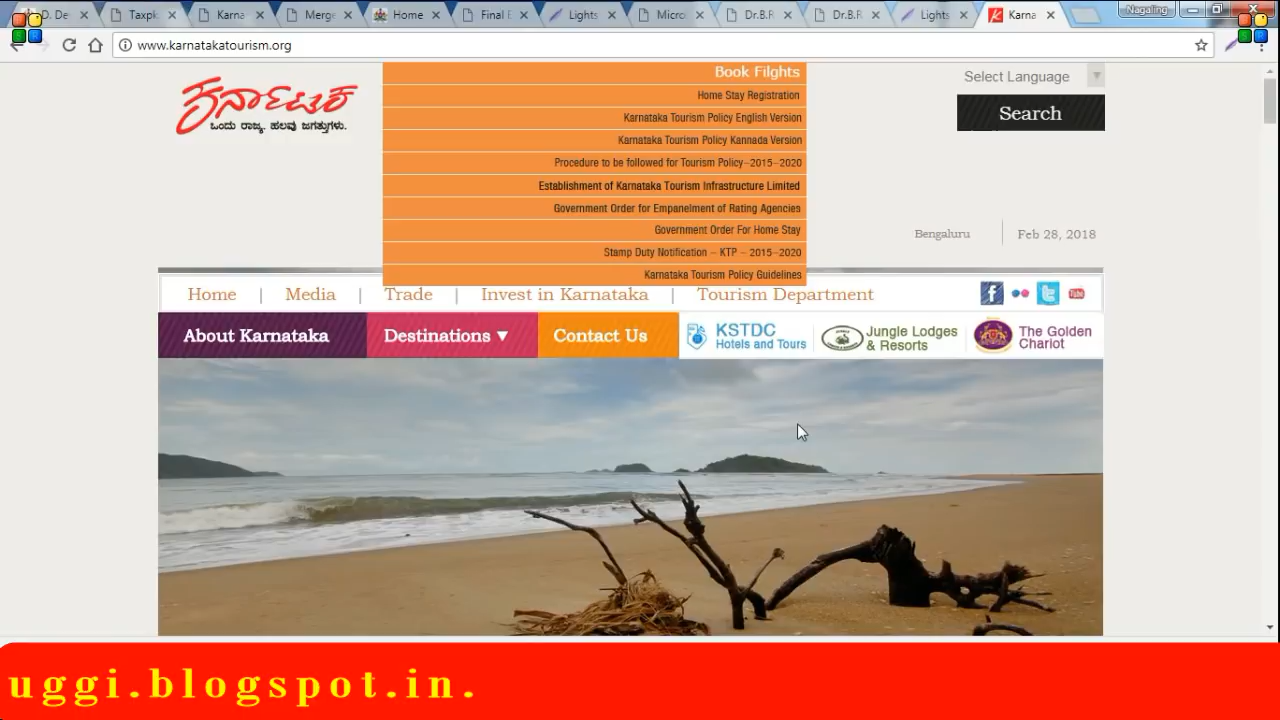 D. De
Taxpl
Karna
Merge
Home
Final
Lights
Micro
Dr.B.R
Dr.B.R
Lights
Karna
Nagaling
www.karnatakatourism.org
ಕರ್ನಾಟಕ
ಒಂದು ರಾಜ್ಯ. ಹಲವು ಜಗತ್ತುಗಳು.
Book Filghts
Home Stay Registration
Karnataka Tourism Policy English Version
Karnataka Tourism Policy Kannada Version
Procedure to be followed for Tourism Policy-2015-2020
Establishment of Karnataka Tourism Infrastructure Limited
Government Order for Empanelment of Rating Agencies
Government Order For Home Stay
Stamp Duty Notification – KTP – 2015-2020
Karnataka Tourism Policy Guidelines
Select Language ▼
Search
Bengaluru | Feb 28, 2018
Home | Media | Trade | Invest in Karnataka | Tourism Department
You Tube
About Karnataka
Destinations ▼
Contact Us
KSTDC
Hotels and Tours
Jungle Lodges
& Resorts
The Golden
Chariot
uggi.blogspot.in.